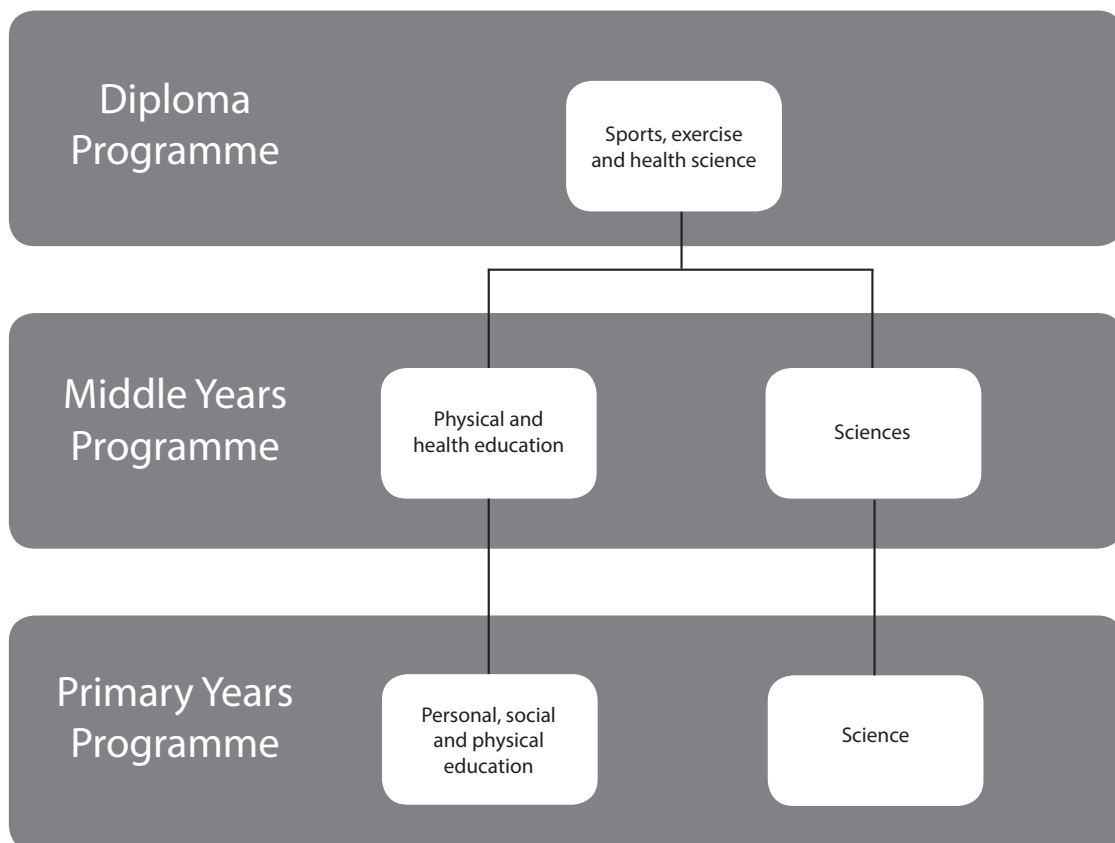 Diploma
Programme
Sports, exercise
and health science
Middle Years
Programme
Physical and
health education
Sciences
Primary Years
Programme
Personal, social
and physical
education
Science